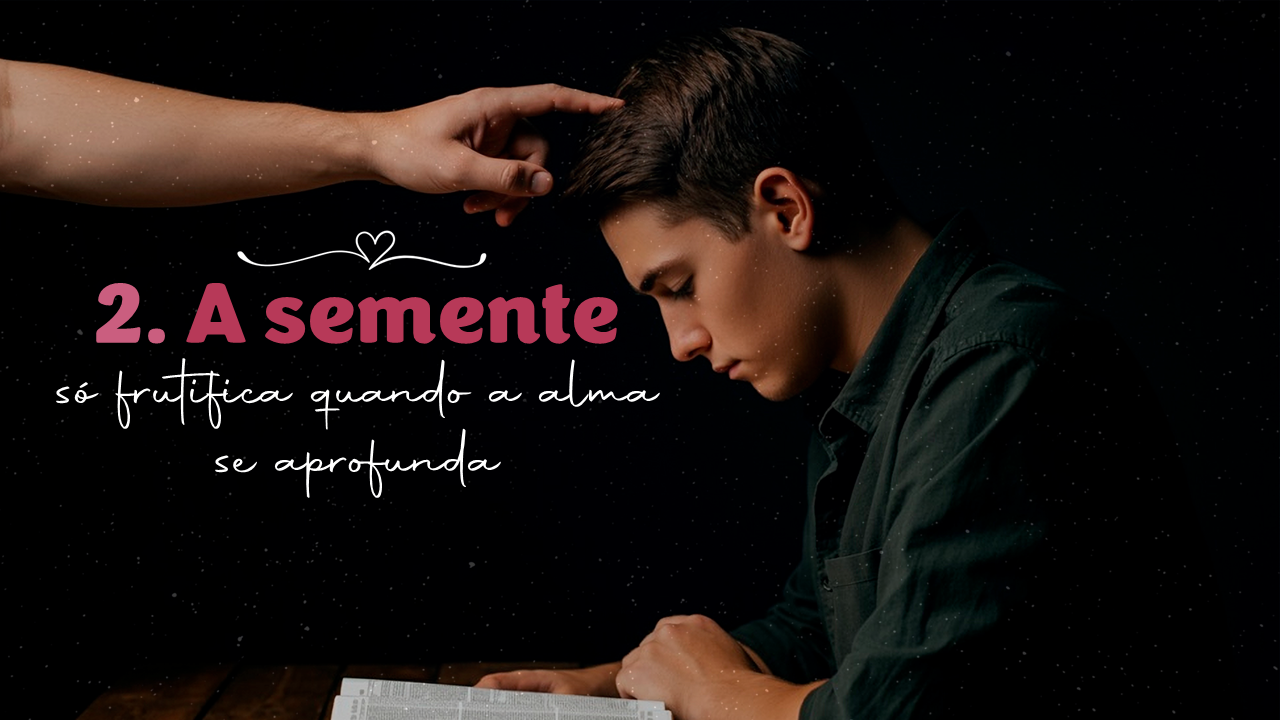 2. A semente
só frutifica quando a alma
se aprofunda